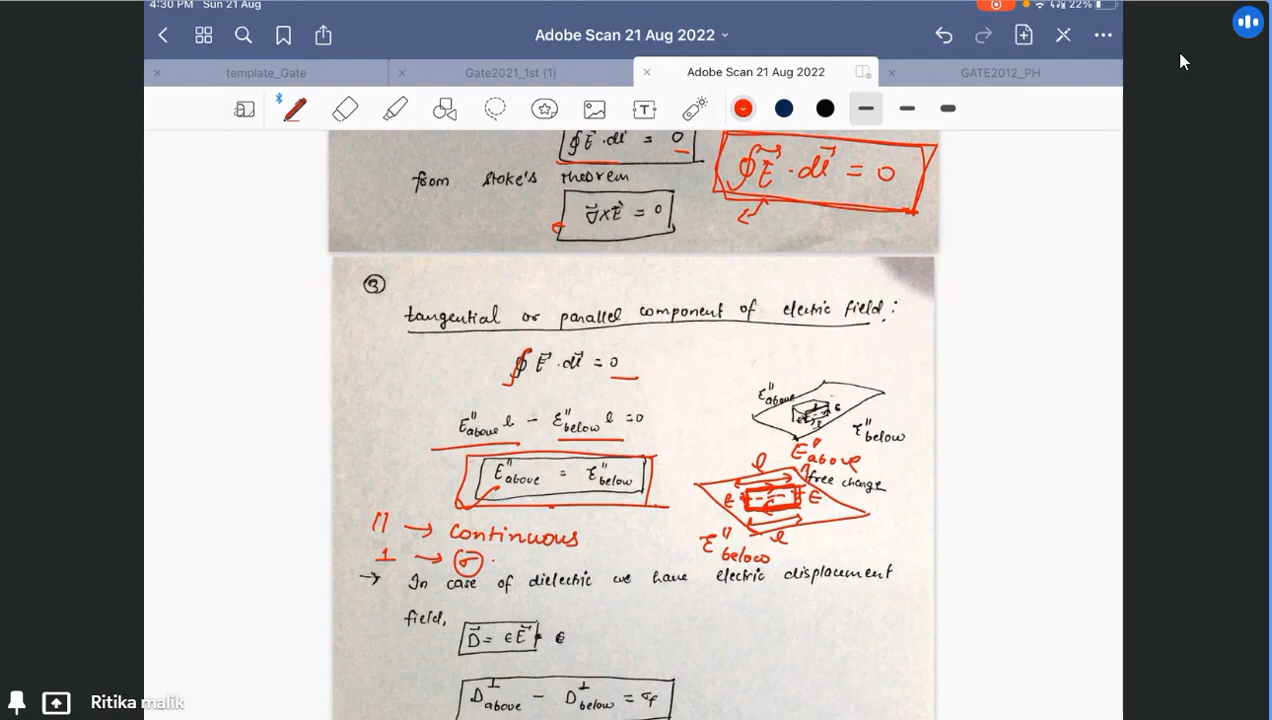 4:30 PM Sun 21 Aug
22%
Adobe Scan 21 Aug 2022
template_Gate
Gate2021_1st (1)
Adobe Scan 21 Aug 2022
GATE2012_PH
∮E⃗ · dl⃗ = 0
∮E⃗ · dl⃗ = 0
from stoke's theorem
∇⃗ × E⃗ = 0
③
tangential or parallel component of electric field :
∮E⃗ · dl⃗ = 0
E″above l − E″below l = 0
E″above
E″below
E″above = E″below
E″above
l
free charge
ε
ε
E″below
l
|| → continuous
⊥ → σ
→ In case of dielectric we have electric displacement
field,
D⃗ = εE⃗
ε
D⊥above − D⊥below = σf
Ritika malik